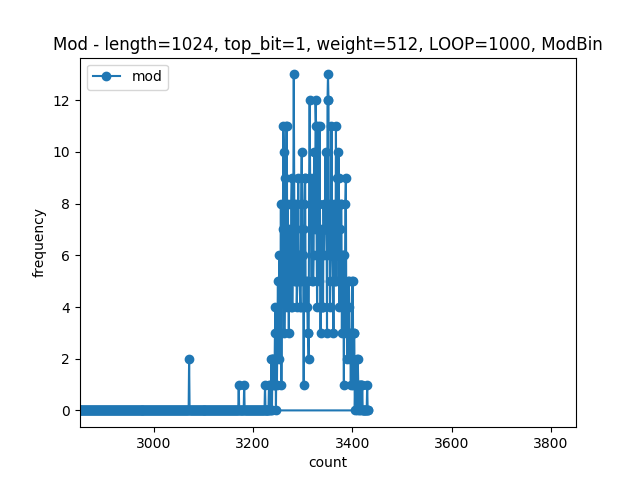 Mod - length=1024, top_bit=1, weight=512, LOOP=1000, ModBin
mod
12
10
8
6
4
2
0
frequency
3000 3200 3400 3600 3800
count